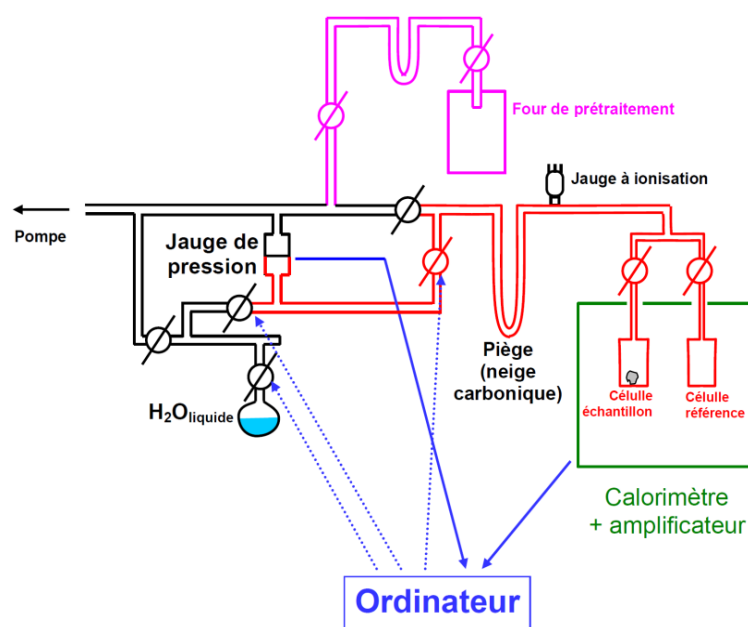 Four de prétraitement
Jauge à ionisation
Pompe
Jauge de
pression
Piège
(neige
carbonique)
Célulle
échantillon
Célulle
référence
H₂Oliquide
Calorimètre
+ amplificateur
Ordinateur